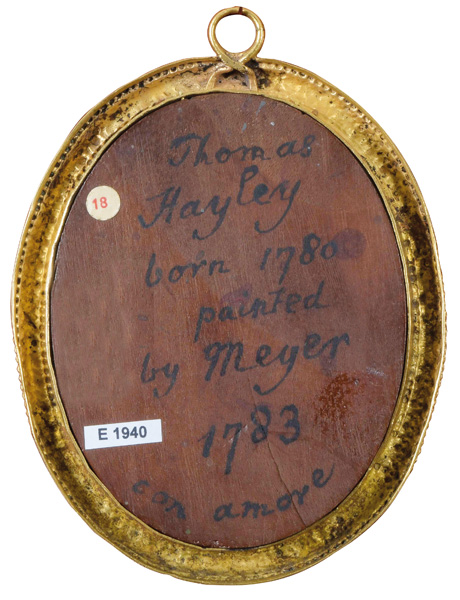 Thomas
18
Hayley
born 1780
painted
by Meyer
E 1940
1783
con amore